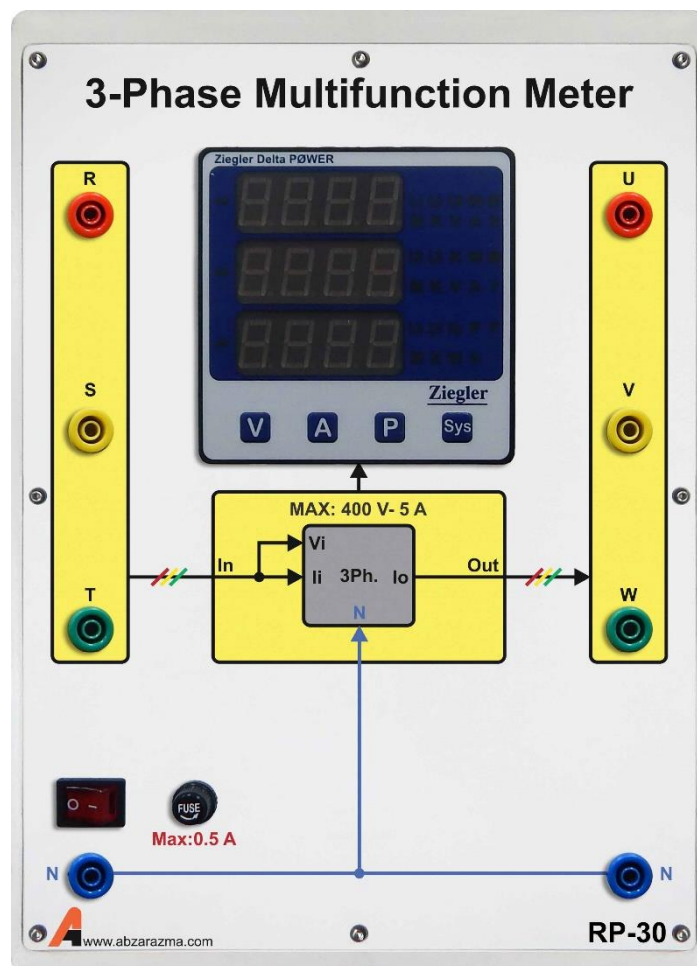 3-Phase Multifunction Meter
Ziegler Delta PØWER
R
U
S
V
Ziegler
V A P Sys
MAX: 400 V- 5 A
Vi
In
Ii 3Ph. Io
Out
N
T
W
O –
FUSE
Max:0.5 A
N
N
www.abzarazma.com
RP-30